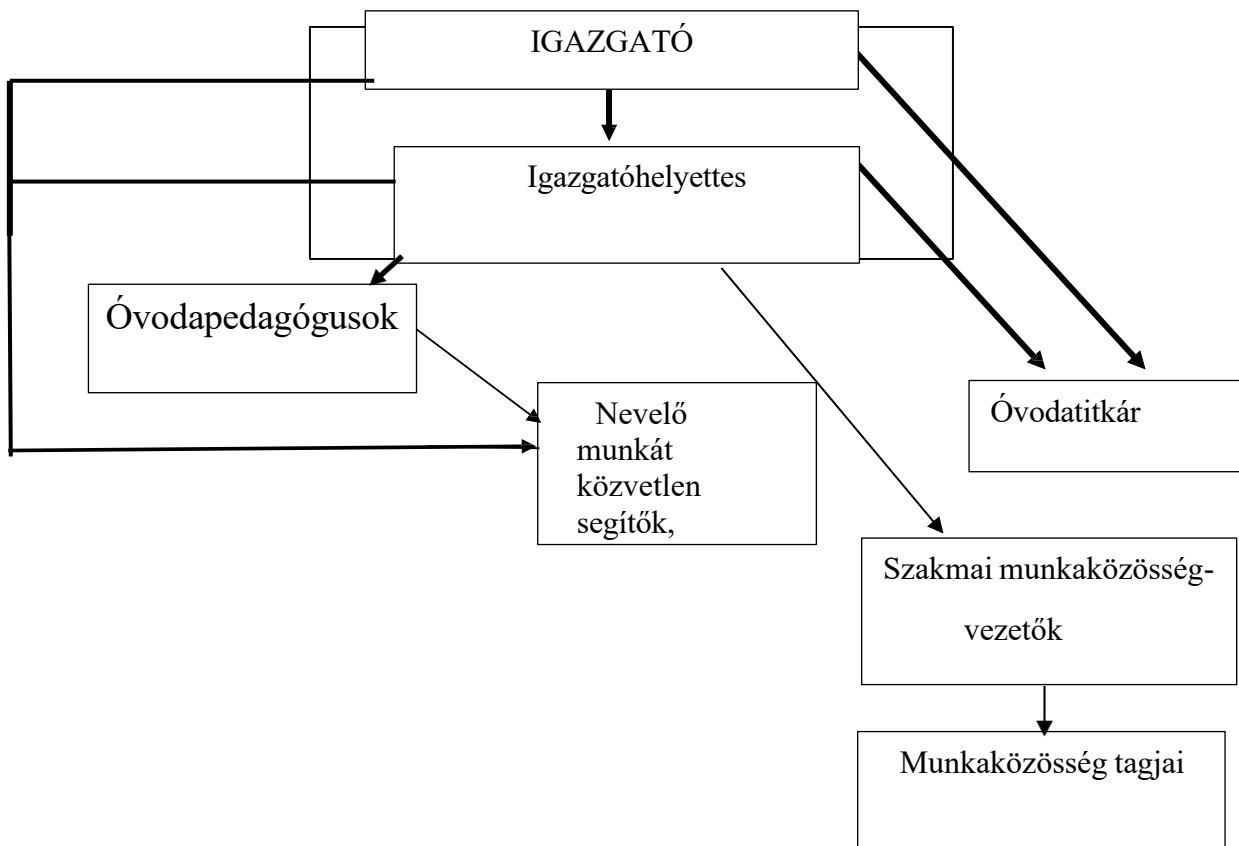 IGAZGATÓ
Igazgatóhelyettes
Óvodapedagógusok
Nevelő
munkát
közvetlen
segítők,
Óvodatitkár
Szakmai munkaközösség-
vezetők
Munkaközösség tagjai